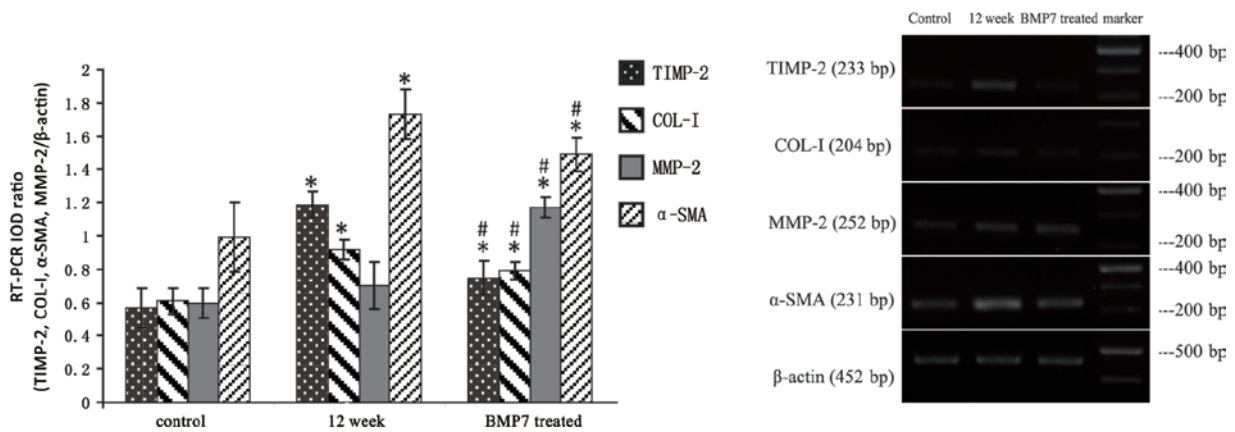 RT-PCR IOD ratio
(TIMP-2, COL-I, α-SMA, MMP-2/β-actin)
2
1.8
1.6
1.4
1.2
1
0.8
0.6
0.4
0.2
0
* * *
# * # * # * # *
control 12 week BMP7 treated
TIMP-2
COL-I
MMP-2
α-SMA
Control 12 week BMP7 treated marker
TIMP-2 (233 bp) ---400 bp
---200 bp
COL-I (204 bp) ---200 bp
MMP-2 (252 bp) ---400 bp
---200 bp
α-SMA (231 bp) ---400 bp
---200 bp
β-actin (452 bp) ---500 bp